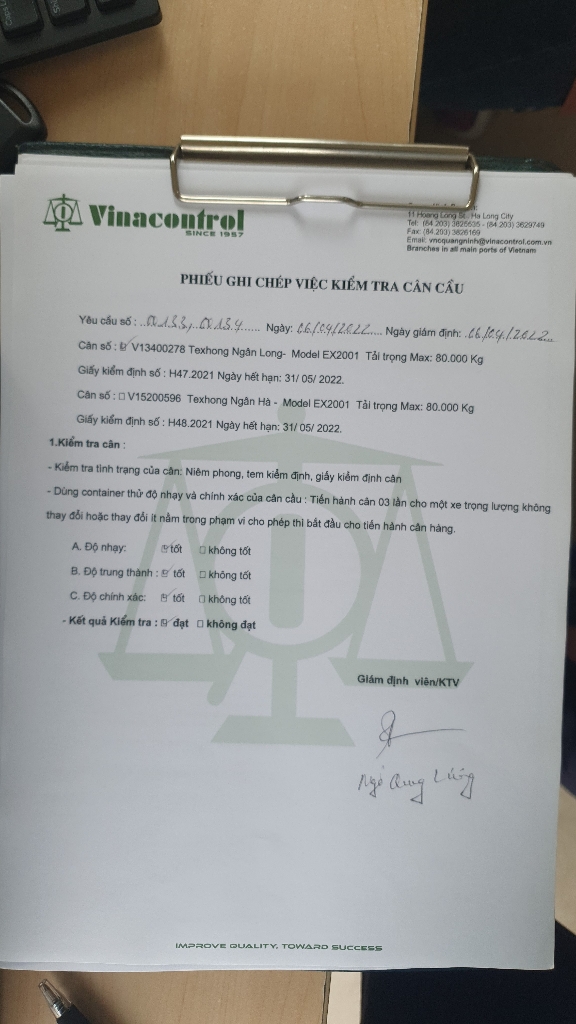 Vinacontrol
SINCE 1957
11 Hoang Long St., Ha Long City
Tel: (84.203) 3825535 - (84.203) 3629749
Fax: (84.203) 3826169
Email: vncquangninh@vinacontrol.com.vn
Branches in all main ports of Vietnam
PHIẾU GHI CHÉP VIỆC KIỂM TRA CÂN CẦU
Yêu cầu số : 0133, 0134 Ngày: 06/04/2022 Ngày giám định: 06/04/2022
Cân số : ☑ V13400278 Texhong Ngân Long- Model EX2001 Tải trọng Max: 80.000 Kg
Giấy kiểm định số : H47.2021 Ngày hết hạn: 31/ 05/ 2022.
Cân số : ☐ V15200596 Texhong Ngân Hà - Model EX2001 Tải trọng Max: 80.000 Kg
Giấy kiểm định số : H48.2021 Ngày hết hạn: 31/ 05/ 2022.
1.Kiểm tra cân :
- Kiểm tra tình trạng của cân: Niêm phong, tem kiểm định, giấy kiểm định cân
- Dùng container thử độ nhạy và chính xác của cân cầu : Tiến hành cân 03 lần cho một xe trọng lượng không
thay đổi hoặc thay đổi ít nằm trong phạm vi cho phép thì bắt đầu cho tiến hành cân hàng.
A. Độ nhạy: ☑ tốt ☐ không tốt
B. Độ trung thành : ☑ tốt ☐ không tốt
C. Độ chính xác: ☑ tốt ☐ không tốt
- Kết quả Kiểm tra : ☑ đạt ☐ không đạt
Giám định viên/KTV
Ngô Quang
IMPROVE QUALITY, TOWARD SUCCESS